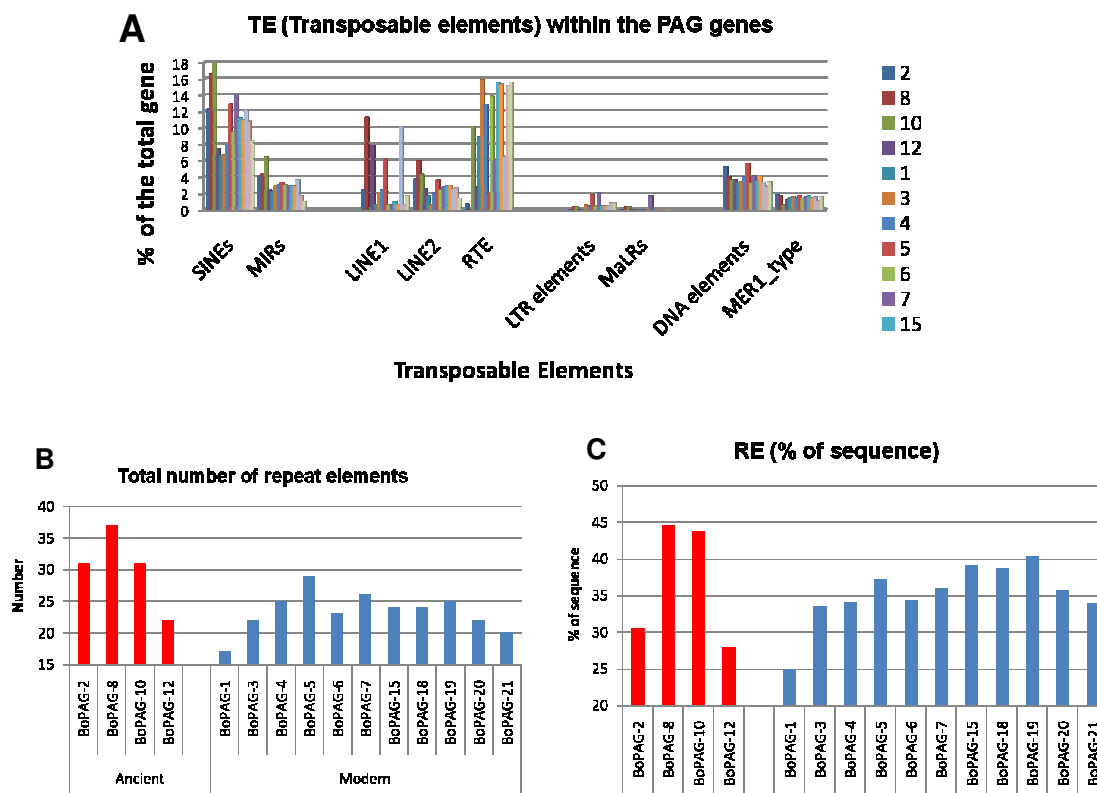 A
TE (Transposable elements) within the PAG genes
% of the total gene
18
16
14
12
10
8
6
4
2
0
SINEs
MIRs
LINE1
LINE2
RTE
LTR elements
MaLRs
DNA elements
MER1_type
Transposable Elements
2
8
10
12
1
3
4
5
6
7
15
B
Total number of repeat elements
Number
40
35
30
25
20
15
BoPAG-2
BoPAG-8
BoPAG-10
BoPAG-12
BoPAG-1
BoPAG-3
BoPAG-4
BoPAG-5
BoPAG-6
BoPAG-7
BoPAG-15
BoPAG-18
BoPAG-19
BoPAG-20
BoPAG-21
Ancient
Modern
C
RE (% of sequence)
% of sequence
50
45
40
35
30
25
20
BoPAG-2
BoPAG-8
BoPAG-10
BoPAG-12
BoPAG-1
BoPAG-3
BoPAG-4
BoPAG-5
BoPAG-6
BoPAG-7
BoPAG-15
BoPAG-18
BoPAG-19
BoPAG-20
BoPAG-21